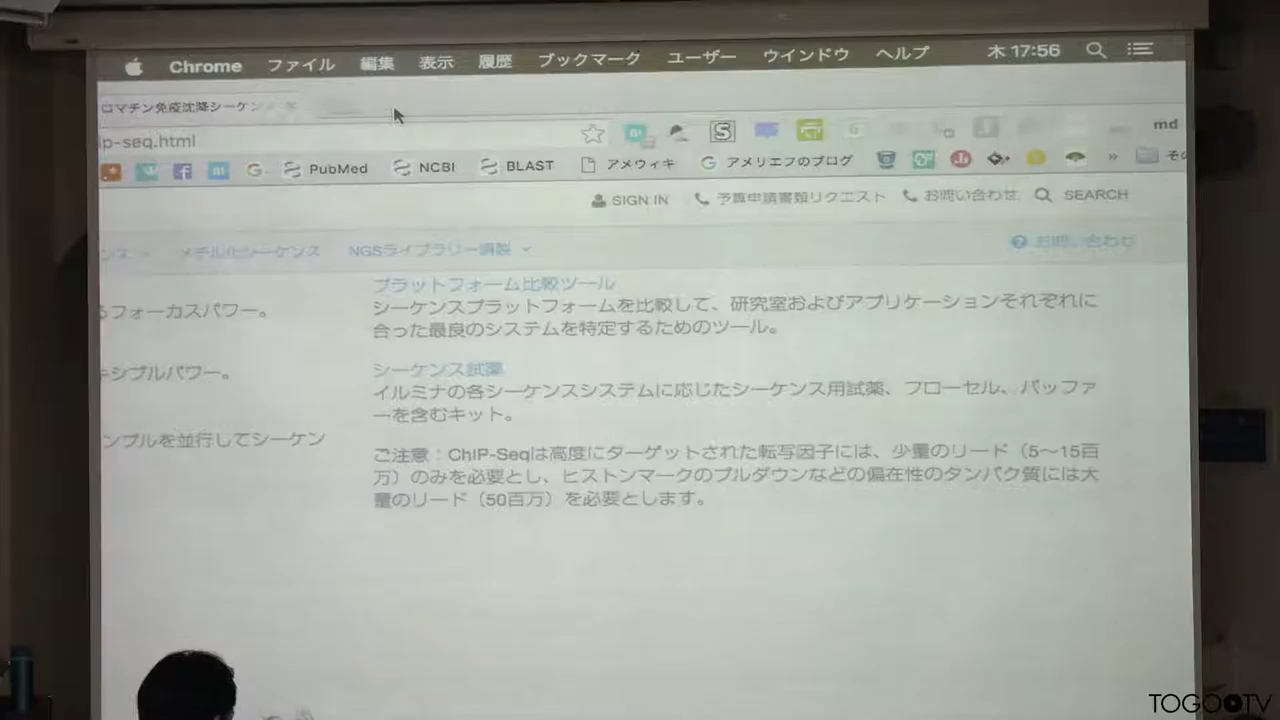 Chrome ファイル 編集 表示 履歴 ブックマーク ユーザー ウインドウ ヘルプ 木 17:56
ロマチン免疫沈降シーケン
ip-seq.html
S
md
PubMed NCBI BLAST アメウィキ アメリエフのブログ » その
SIGN IN 予算申請書類リクエスト お問い合わせ SEARCH
ンス メチル化シーケンス NGSライブラリー調製 お問い合わせ
プラットフォーム比較ツール
るフォーカスパワー。
シーケンスプラットフォームを比較して、研究室およびアプリケーションそれぞれに
合った最良のシステムを特定するためのツール。
キシブルパワー。
シーケンス試薬
イルミナの各シーケンスシステムに応じたシーケンス用試薬、フローセル、バッファ
ーを含むキット。
ンプルを並行してシーケン
ご注意：ChIP-Seqは高度にターゲットされた転写因子には、少量のリード（5〜15百
万）のみを必要とし、ヒストンマークのプルダウンなどの偏在性のタンパク質には大
量のリード（50百万）を必要とします。
TOGOTV